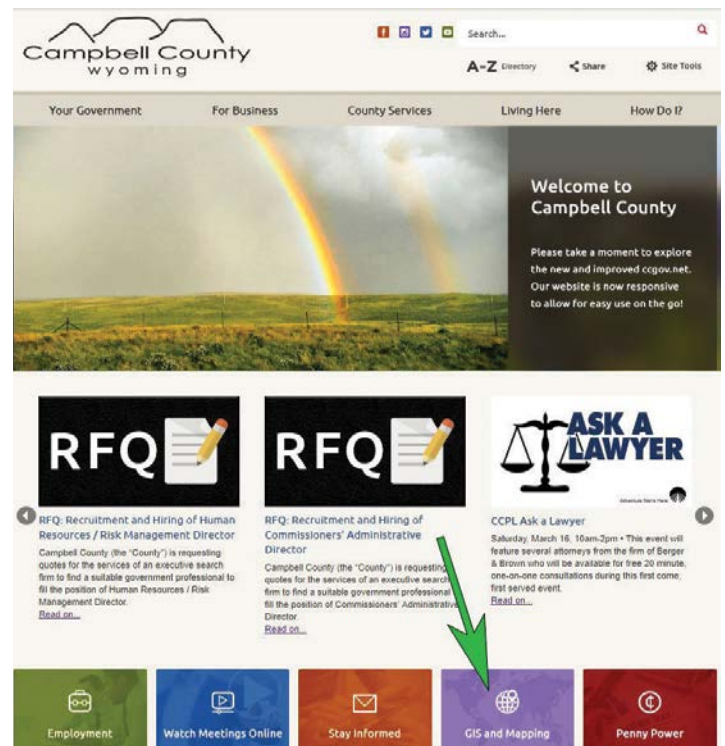 Campbell County
wyoming
Search...
A-Z Directory
Share
Site Tools
Your Government
For Business
County Services
Living Here
How Do I?
Welcome to
Campbell County
Please take a moment to explore
the new and improved ccgov.net.
Our website is now responsive
to allow for easy use on the go!
RFQ
RFQ: Recruitment and Hiring of Human
Resources / Risk Management Director
Campbell County (the "County") is requesting
quotes for the services of an executive search
firm to find a suitable government professional to
fill the position of Human Resources / Risk
Management Director.
Read on...
RFQ
RFQ: Recruitment and Hiring of
Commissioners' Administrative
Director
Campbell County (the "County") is requesting
quotes for the services of an executive search
firm to find a suitable government professional
fill the position of Commissioners' Administrative
Director.
Read on...
ASK A
LAWYER
Adventure Starts Here
CCPL Ask a Lawyer
Saturday, March 16, 10am-2pm • This event will
feature several attorneys from the firm of Berger
& Brown who will be available for free 20 minute,
one-on-one consultations during this first come,
first served event.
Read on...
Employment
Watch Meetings Online
Stay Informed
GIS and Mapping
Penny Power